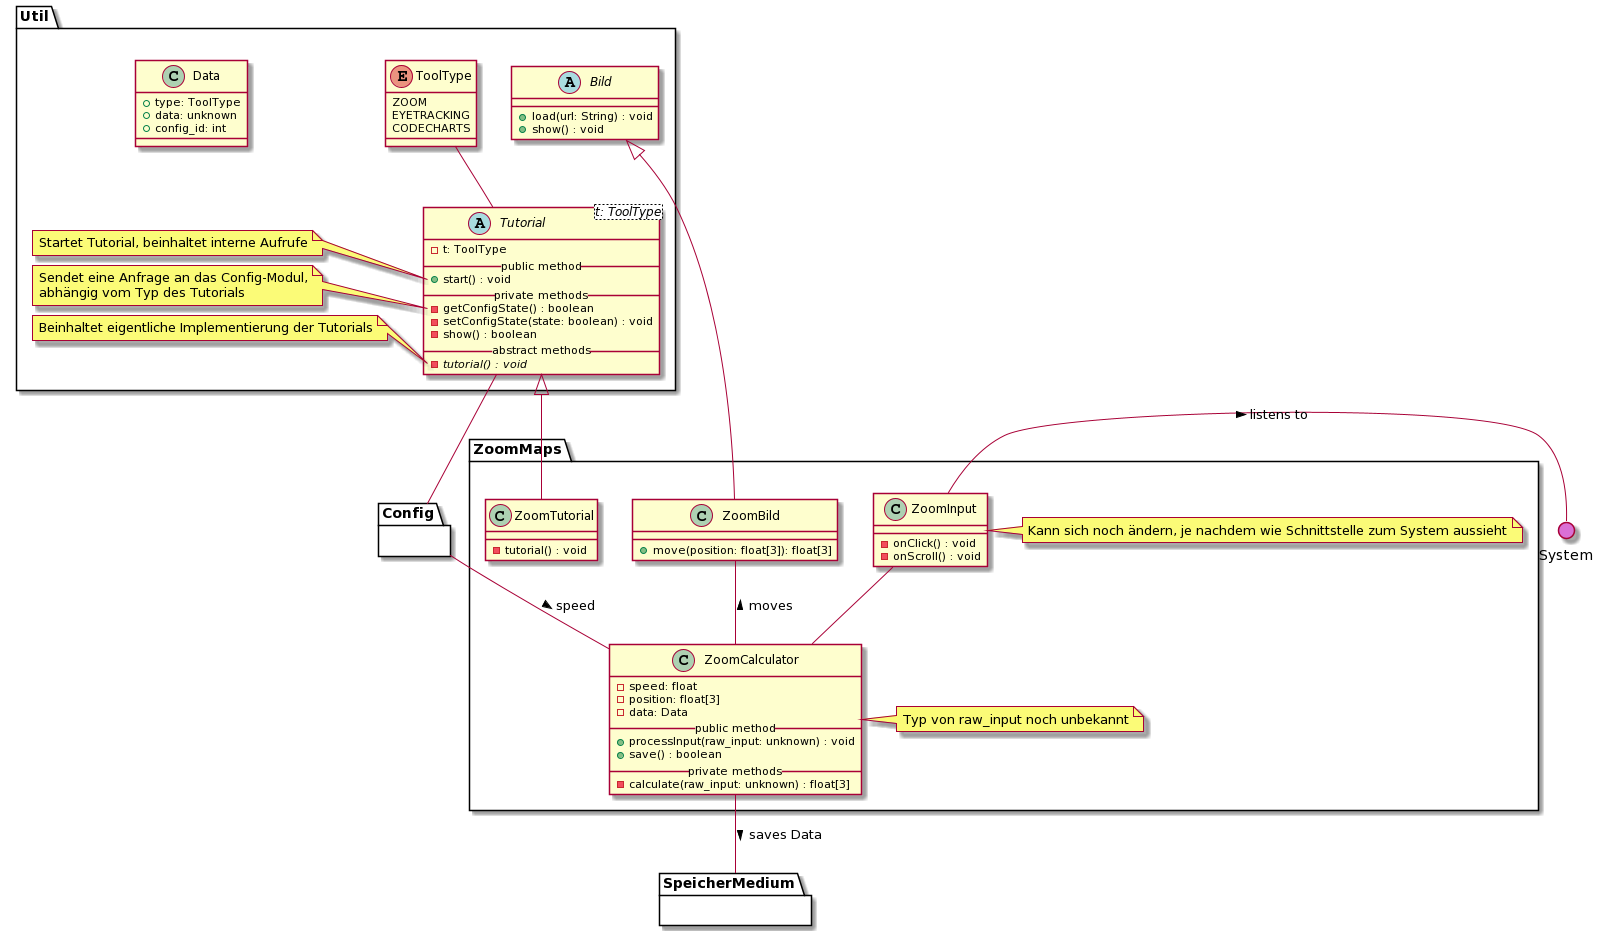 Util
C Data
type: ToolType
data: unknown
config_id: int
E ToolType
ZOOM
EYETRACKING
CODECHARTS
A Bild
load(url: String) : void
show() : void
A Tutorial
t: ToolType
t: ToolType
public method
start() : void
private methods
getConfigState() : boolean
setConfigState(state: boolean) : void
show() : boolean
abstract methods
tutorial() : void
Startet Tutorial, beinhaltet interne Aufrufe
Sendet eine Anfrage an das Config-Modul,
abhängig vom Typ des Tutorials
Beinhaltet eigentliche Implementierung der Tutorials
listens to
ZoomMaps
Config
C ZoomTutorial
tutorial() : void
C ZoomBild
move(position: float[3]): float[3]
C ZoomInput
onClick() : void
onScroll() : void
Kann sich noch ändern, je nachdem wie Schnittstelle zum System aussieht
System
speed
moves
C ZoomCalculator
speed: float
position: float[3]
data: Data
public method
processInput(raw_input: unknown) : void
save() : boolean
private methods
calculate(raw_input: unknown) : float[3]
Typ von raw_input noch unbekannt
saves Data
SpeicherMedium